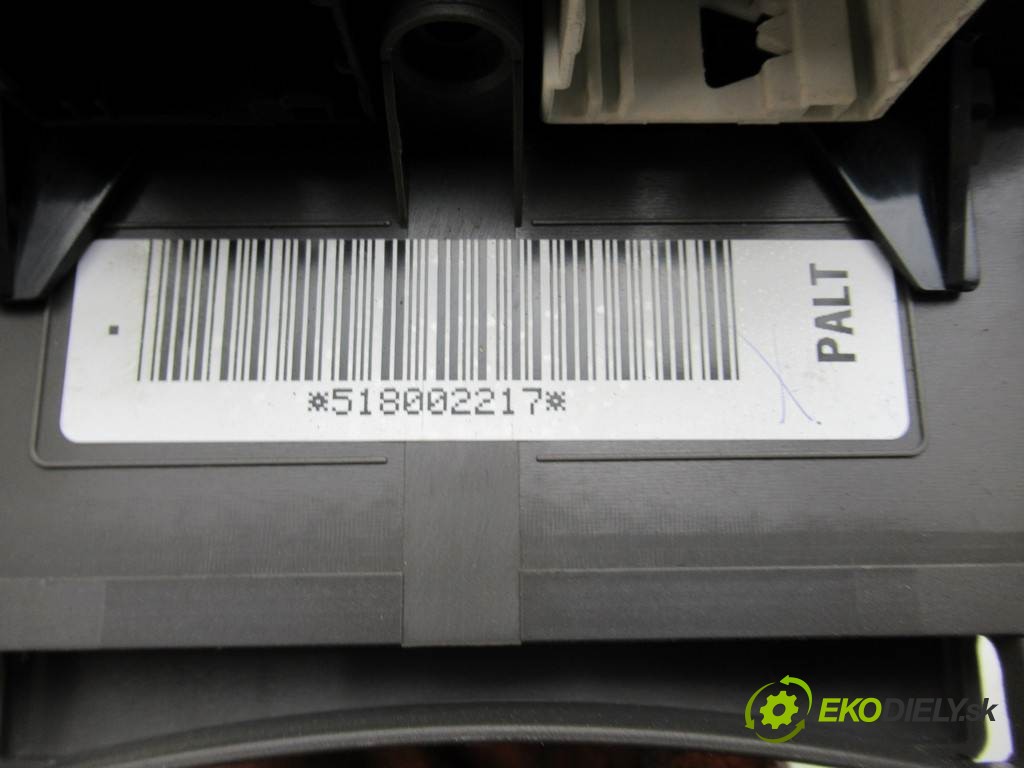 *518002217*
PALT
EKODIELY.sk